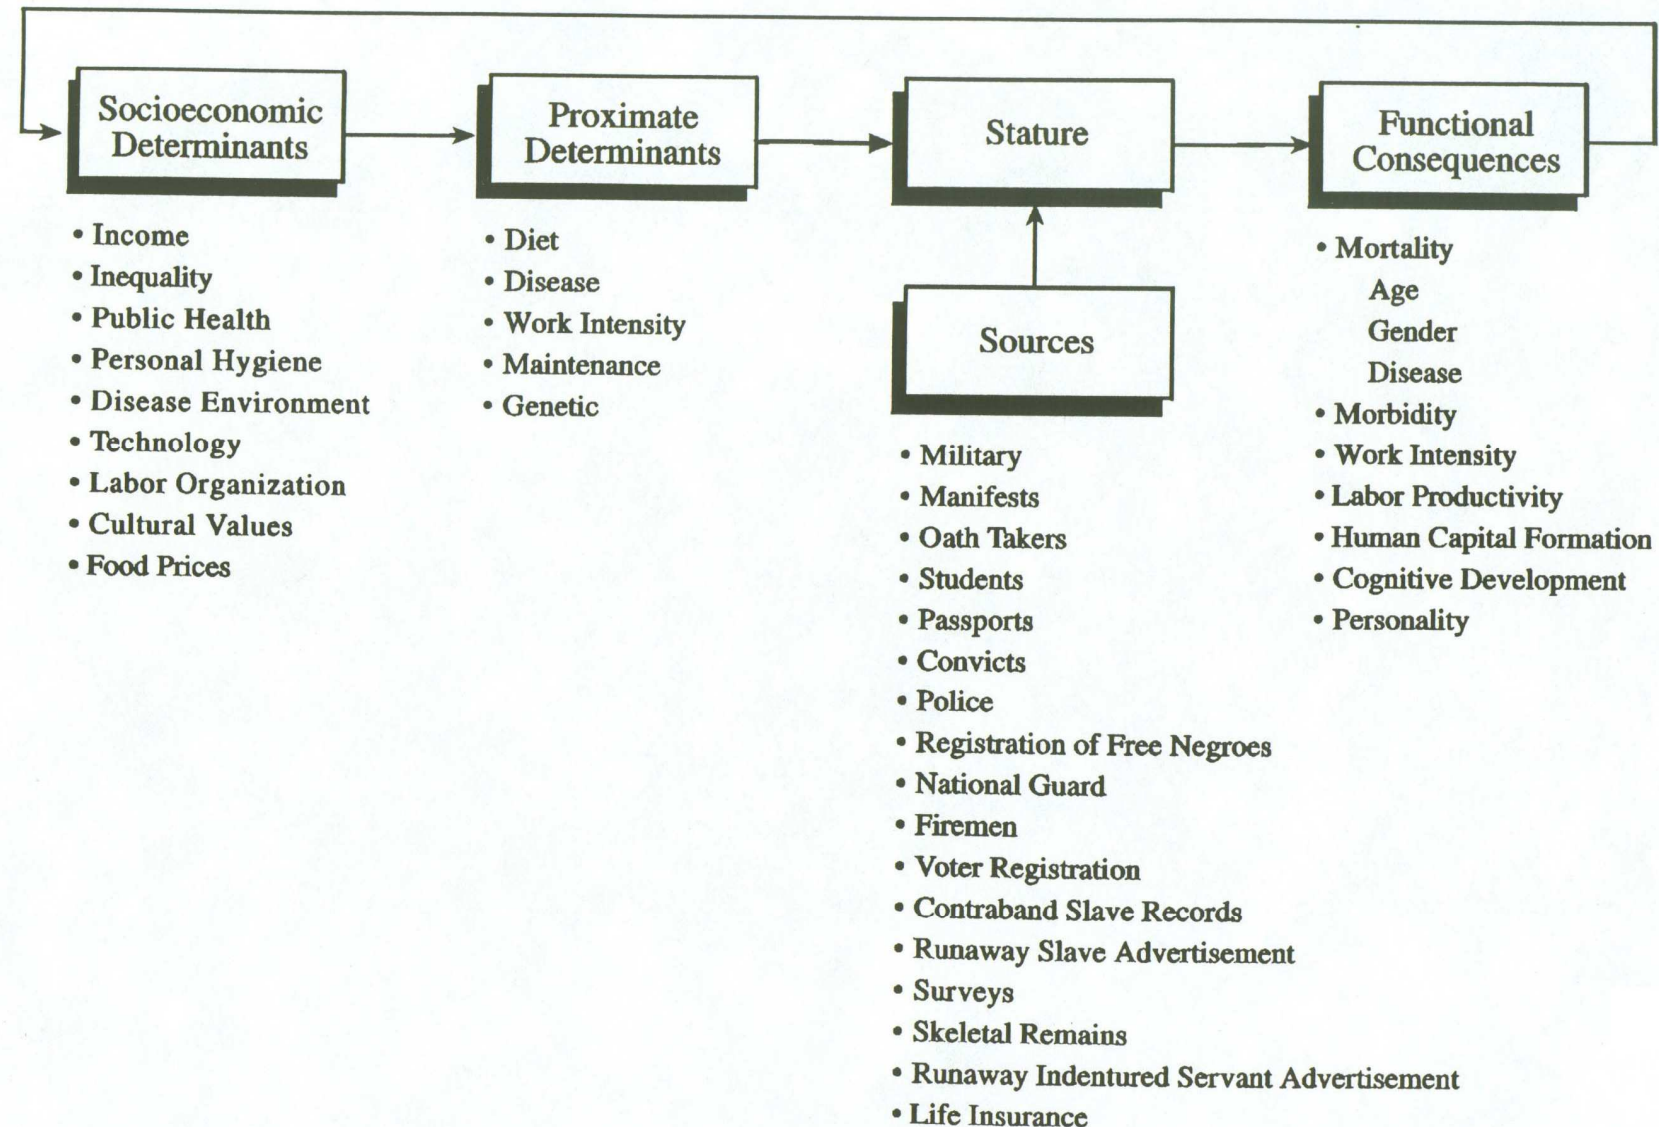 Socioeconomic
Determinants
• Income
• Inequality
• Public Health
• Personal Hygiene
• Disease Environment
• Technology
• Labor Organization
• Cultural Values
• Food Prices
Proximate
Determinants
• Diet
• Disease
• Work Intensity
• Maintenance
• Genetic
Stature
Sources
• Military
• Manifests
• Oath Takers
• Students
• Passports
• Convicts
• Police
• Registration of Free Negroes
• National Guard
• Firemen
• Voter Registration
• Contraband Slave Records
• Runaway Slave Advertisement
• Surveys
• Skeletal Remains
• Runaway Indentured Servant Advertisement
• Life Insurance
Functional
Consequences
• Mortality
Age
Gender
Disease
• Morbidity
• Work Intensity
• Labor Productivity
• Human Capital Formation
• Cognitive Development
• Personality